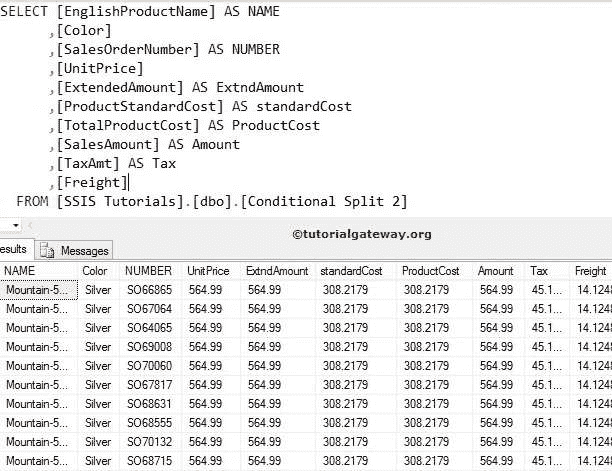 SELECT [EnglishProductName] AS NAME
,[Color]
,[SalesOrderNumber] AS NUMBER
,[UnitPrice]
,[ExtendedAmount] AS ExtndAmount
,[ProductStandardCost] AS standardCost
,[TotalProductCost] AS ProductCost
,[SalesAmount] AS Amount
,[TaxAmt] AS Tax
,[Freight]
FROM [SSIS Tutorials].[dbo].[Conditional Split 2]
©tutorialgateway.org
esults Messages
NAME Color NUMBER UnitPrice ExtndAmount standardCost ProductCost Amount Tax Freight
Mountain-5... Silver SO66865 564.99 564.99 308.2179 308.2179 564.99 45.1... 14.1248
Mountain-5... Silver SO67064 564.99 564.99 308.2179 308.2179 564.99 45.1... 14.1248
Mountain-5... Silver SO64065 564.99 564.99 308.2179 308.2179 564.99 45.1... 14.1248
Mountain-5... Silver SO69008 564.99 564.99 308.2179 308.2179 564.99 45.1... 14.1248
Mountain-5... Silver SO70060 564.99 564.99 308.2179 308.2179 564.99 45.1... 14.1248
Mountain-5... Silver SO67817 564.99 564.99 308.2179 308.2179 564.99 45.1... 14.1248
Mountain-5... Silver SO68631 564.99 564.99 308.2179 308.2179 564.99 45.1... 14.1248
Mountain-5... Silver SO68555 564.99 564.99 308.2179 308.2179 564.99 45.1... 14.1248
Mountain-5... Silver SO70132 564.99 564.99 308.2179 308.2179 564.99 45.1... 14.1248
Mountain-5... Silver SO68715 564.99 564.99 308.2179 308.2179 564.99 45.1... 14.1248